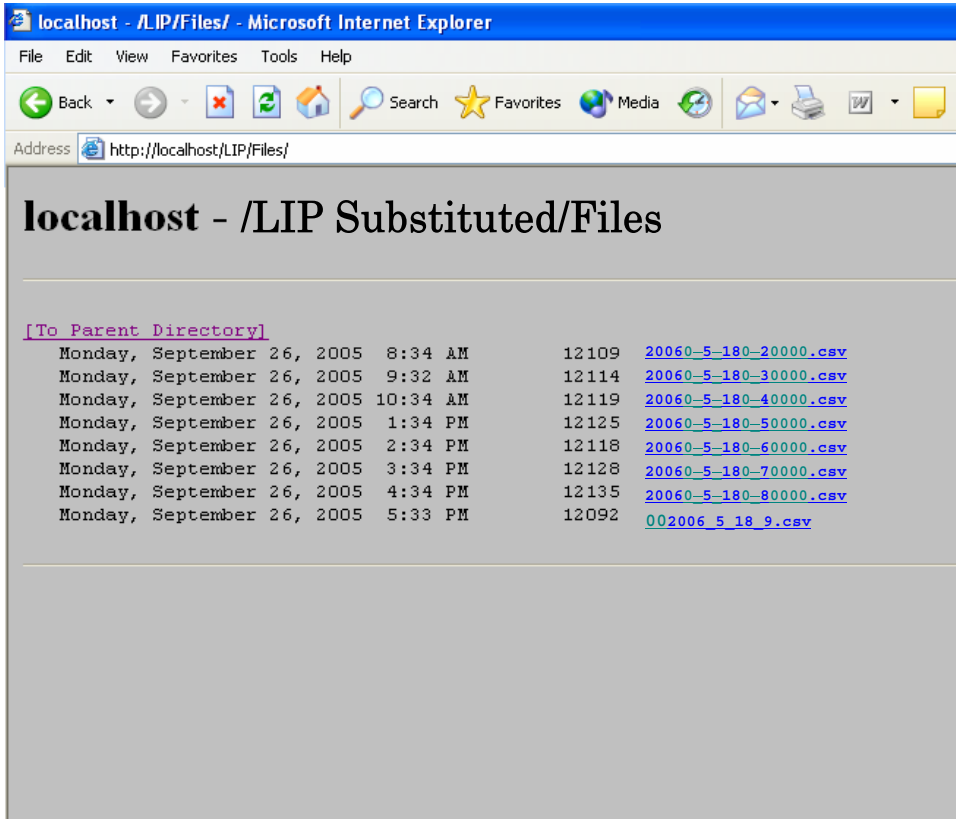 localhost - /LIP/Files/ - Microsoft Internet Explorer
File Edit View Favorites Tools Help
Back Search Favorites Media W
Address http://localhost/LIP/Files/
localhost - /LIP Substituted/Files
[To Parent Directory]
Monday, September 26, 2005 8:34 AM 12109 20060–5–180–20000.csv
Monday, September 26, 2005 9:32 AM 12114 20060–5–180–30000.csv
Monday, September 26, 2005 10:34 AM 12119 20060–5–180–40000.csv
Monday, September 26, 2005 1:34 PM 12125 20060–5–180–50000.csv
Monday, September 26, 2005 2:34 PM 12118 20060–5–180–60000.csv
Monday, September 26, 2005 3:34 PM 12128 20060–5–180–70000.csv
Monday, September 26, 2005 4:34 PM 12135 20060–5–180–80000.csv
Monday, September 26, 2005 5:33 PM 12092 002006_5_18_9.csv